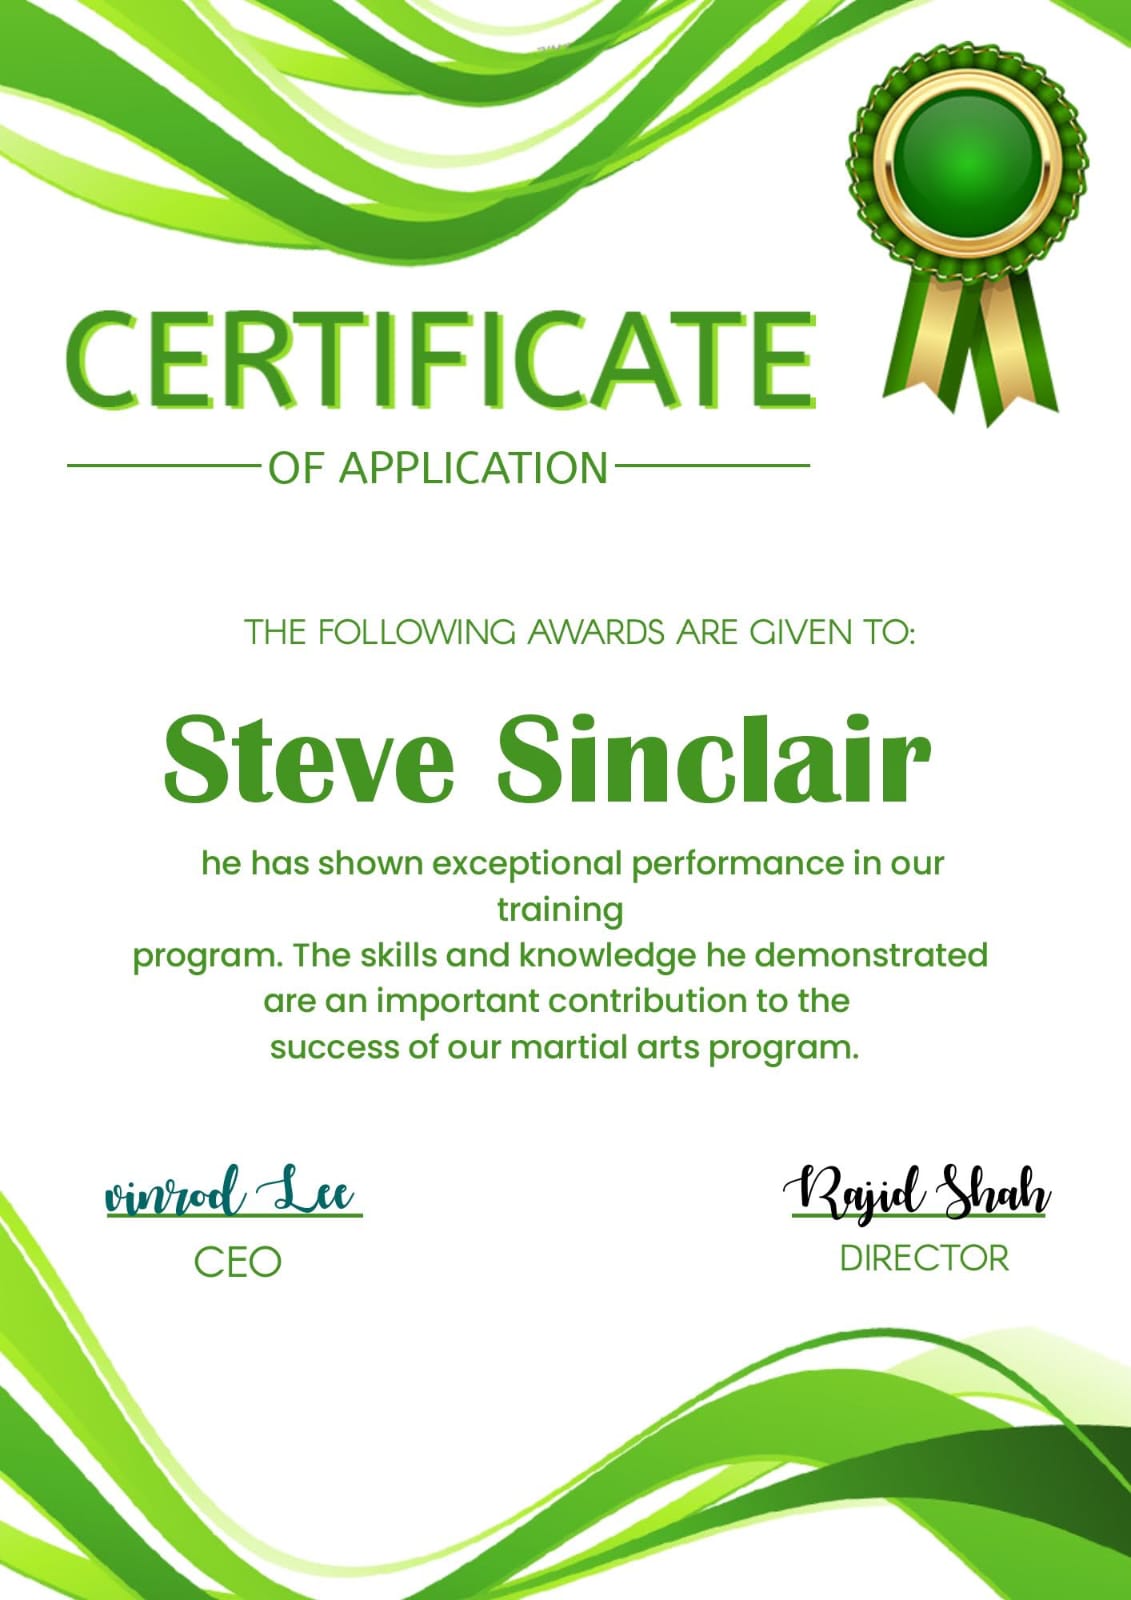 CERTIFICATE
OF APPLICATION
THE FOLLOWING AWARDS ARE GIVEN TO:
Steve Sinclair
he has shown exceptional performance in our
training
program. The skills and knowledge he demonstrated
are an important contribution to the
success of our martial arts program.
vinrod Lee
Rajid Shah
CEO
DIRECTOR